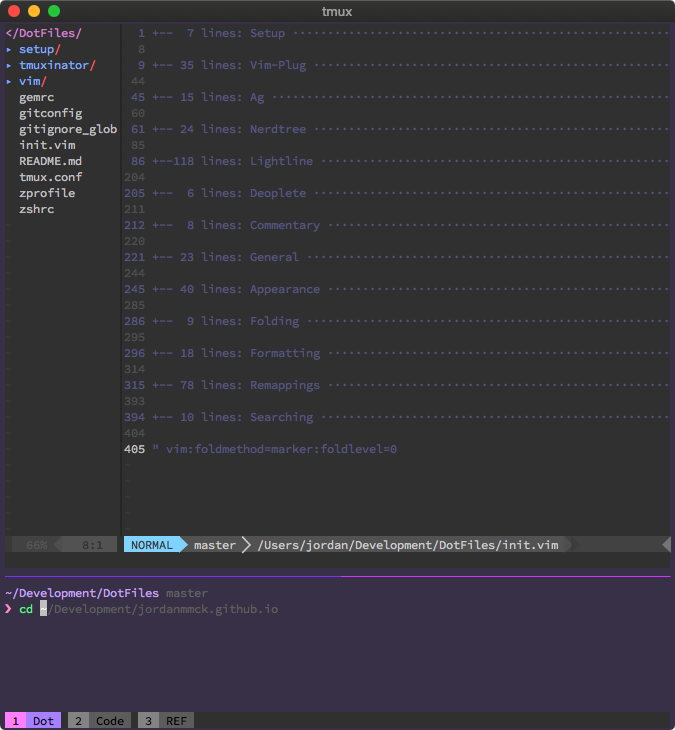 tmux
</DotFiles/
▸ setup/
▸ tmuxinator/
▸ vim/
gemrc
gitconfig
gitignore_glob
init.vim
README.md
tmux.conf
zprofile
zshrc
1 +--  7 lines: Setup ································
8
9 +-- 35 lines: Vim-Plug ································
44
45 +-- 15 lines: Ag ································
60
61 +-- 24 lines: Nerdtree ································
85
86 +--118 lines: Lightline ································
204
205 +--  6 lines: Deoplete ································
211
212 +--  8 lines: Commentary ································
220
221 +-- 23 lines: General ································
244
245 +-- 40 lines: Appearance ································
285
286 +--  9 lines: Folding ································
295
296 +-- 18 lines: Formatting ································
314
315 +-- 78 lines: Remappings ································
393
394 +-- 10 lines: Searching ································
404
405 " vim:foldmethod=marker:foldlevel=0
66% 8:1
NORMAL master /Users/jordan/Development/DotFiles/init.vim
~/Development/DotFiles master
❯ cd ~/Development/jordanmmck.github.io
1 Dot 2 Code 3 REF